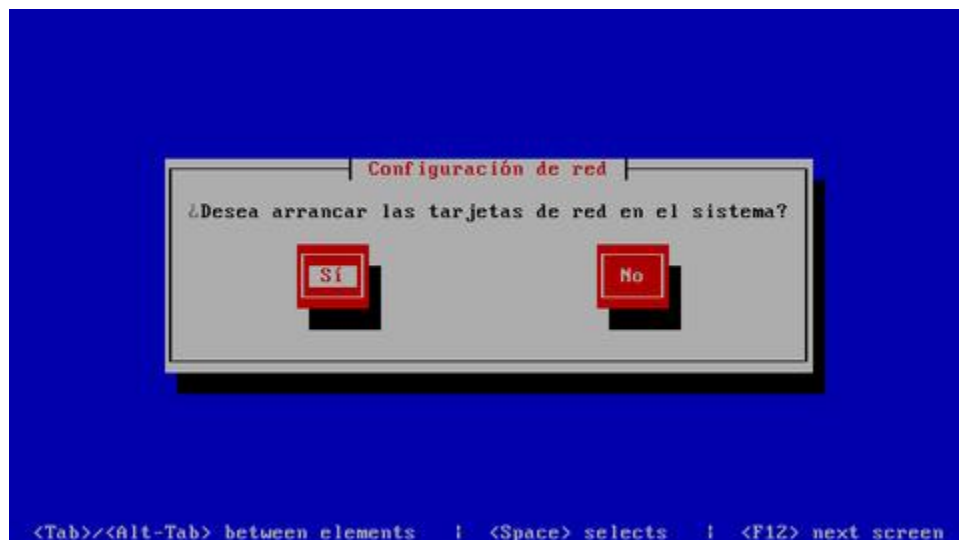 Configuración de red
¿Desea arrancar las tarjetas de red en el sistema?
Sí No
<Tab>/<Alt-Tab> between elements | <Space> selects | <F12> next screen